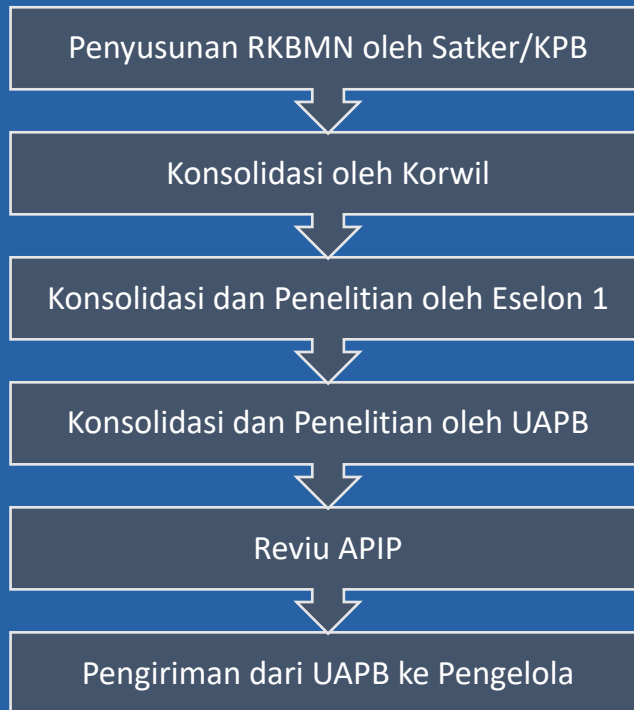 Penyusunan RKBMN oleh Satker/KPB
Konsolidasi oleh Korwil
Konsolidasi dan Penelitian oleh Eselon 1
Konsolidasi dan Penelitian oleh UAPB
Reviu APIP
Pengiriman dari UAPB ke Pengelola